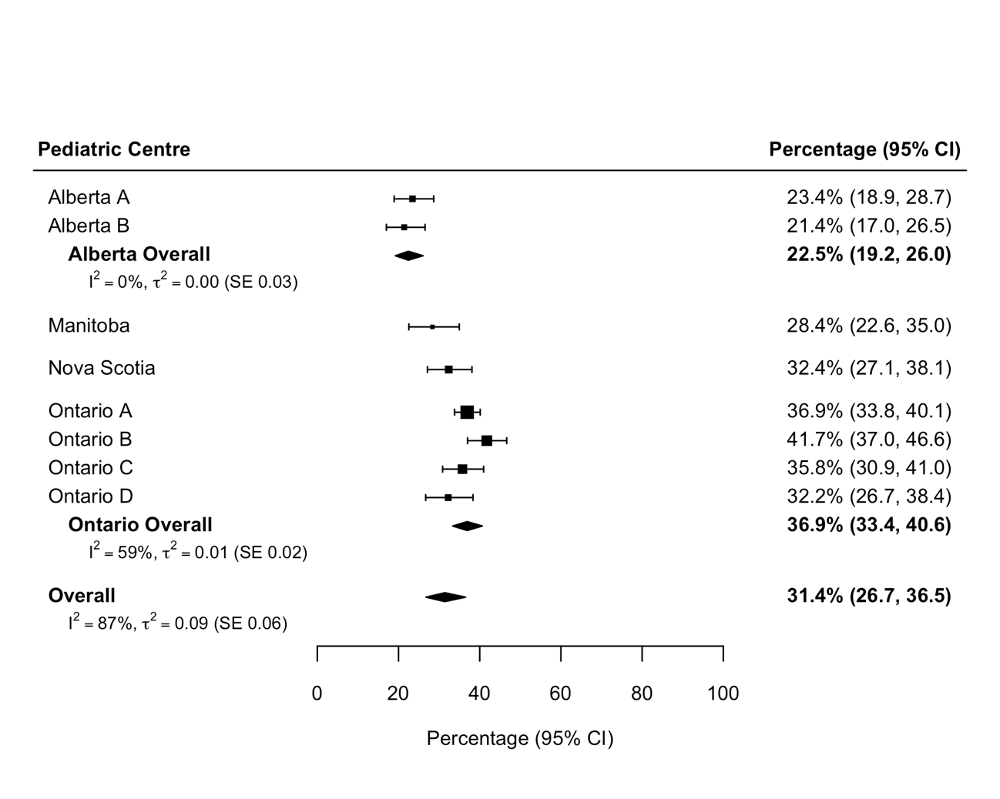 Pediatric Centre Percentage (95% CI)
Alberta A 23.4% (18.9, 28.7)
Alberta B 21.4% (17.0, 26.5)
Alberta Overall 22.5% (19.2, 26.0)
I² = 0%, τ² = 0.00 (SE 0.03)
Manitoba 28.4% (22.6, 35.0)
Nova Scotia 32.4% (27.1, 38.1)
Ontario A 36.9% (33.8, 40.1)
Ontario B 41.7% (37.0, 46.6)
Ontario C 35.8% (30.9, 41.0)
Ontario D 32.2% (26.7, 38.4)
Ontario Overall 36.9% (33.4, 40.6)
I² = 59%, τ² = 0.01 (SE 0.02)
Overall 31.4% (26.7, 36.5)
I² = 87%, τ² = 0.09 (SE 0.06)
0 20 40 60 80 100
Percentage (95% CI)